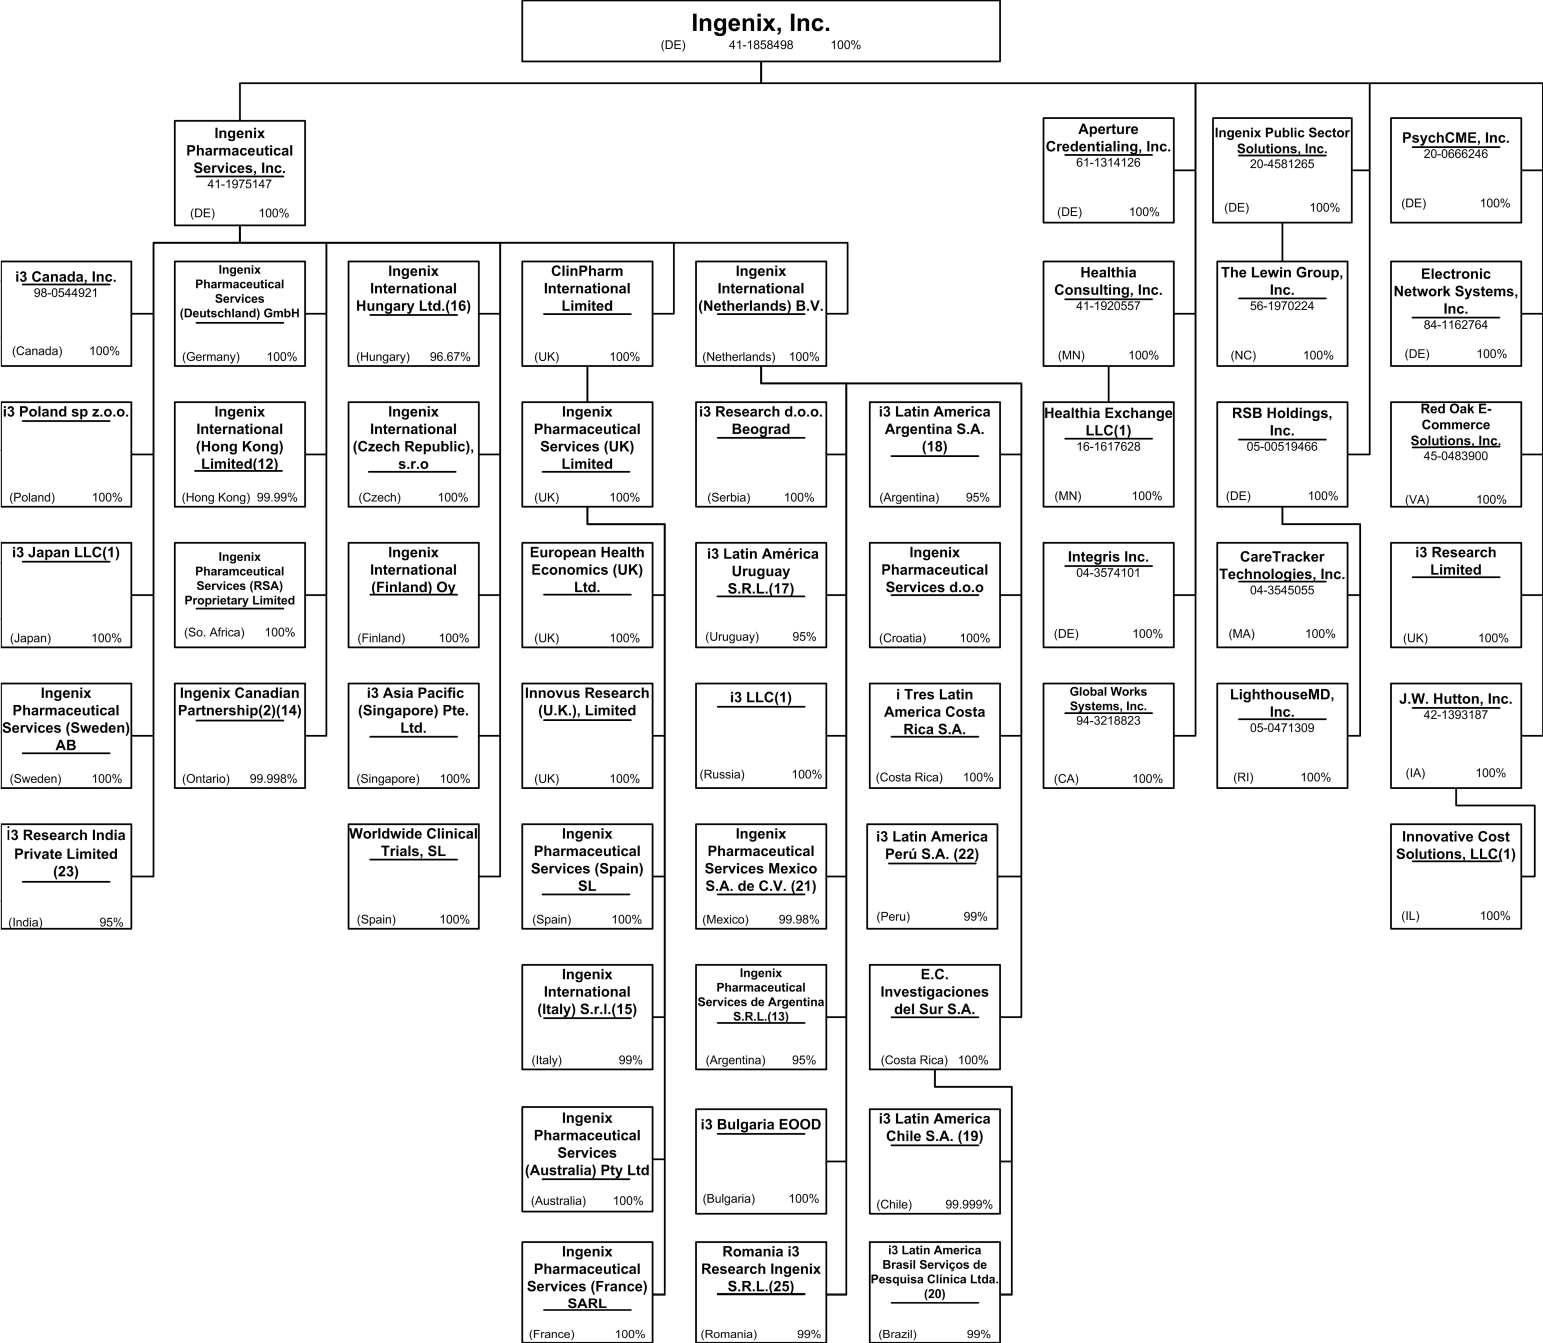 Ingenix, Inc.
(DE) 41-1858498 100%
Ingenix
Pharmaceutical
Services, Inc.
41-1975147
(DE) 100%
Aperture
Credentialing, Inc.
61-1314126
(DE) 100%
Ingenix Public Sector
Solutions, Inc.
20-4581265
(DE) 100%
PsychCME, Inc.
20-0666246
(DE) 100%
i3 Canada, Inc.
98-0544921
(Canada) 100%
Ingenix
Pharmaceutical
Services
(Deutschland) GmbH
(Germany) 100%
Ingenix
International
Hungary Ltd.(16)
(Hungary) 96.67%
ClinPharm
International
Limited
(UK) 100%
Ingenix
International
(Netherlands) B.V.
(Netherlands) 100%
Healthia
Consulting, Inc.
41-1920557
(MN) 100%
The Lewin Group,
Inc.
56-1970224
(NC) 100%
Electronic
Network Systems,
Inc.
84-1162764
(DE) 100%
i3 Poland sp z.o.o.
(Poland) 100%
Ingenix
International
(Hong Kong)
Limited(12)
(Hong Kong) 99.99%
Ingenix
International
(Czech Republic),
s.r.o
(Czech) 100%
Ingenix
Pharmaceutical
Services (UK)
Limited
(UK) 100%
i3 Research d.o.o.
Beograd
(Serbia) 100%
i3 Latin America
Argentina S.A.
(18)
(Argentina) 95%
Healthia Exchange
LLC(1)
16-1617628
(MN) 100%
RSB Holdings,
Inc.
05-00519466
(DE) 100%
Red Oak E-
Commerce
Solutions, Inc.
45-0483900
(VA) 100%
i3 Japan LLC(1)
(Japan) 100%
Ingenix
Pharamceutical
Services (RSA)
Proprietary Limited
(So. Africa) 100%
Ingenix
International
(Finland) Oy
(Finland) 100%
European Health
Economics (UK)
Ltd.
(UK) 100%
i3 Latin América
Uruguay
S.R.L.(17)
(Uruguay) 95%
Ingenix
Pharmaceutical
Services d.o.o
(Croatia) 100%
Integris Inc.
04-3574101
(DE) 100%
CareTracker
Technologies, Inc.
04-3545055
(MA) 100%
i3 Research
Limited
(UK) 100%
Ingenix
Pharmaceutical
Services (Sweden)
AB
(Sweden) 100%
Ingenix Canadian
Partnership(2)(14)
(Ontario) 99.998%
i3 Asia Pacific
(Singapore) Pte.
Ltd.
(Singapore) 100%
Innovus Research
(U.K.), Limited
(UK) 100%
i3 LLC(1)
(Russia) 100%
i Tres Latin
America Costa
Rica S.A.
(Costa Rica) 100%
Global Works
Systems, Inc.
94-3218823
(CA) 100%
LighthouseMD,
Inc.
05-0471309
(RI) 100%
J.W. Hutton, Inc.
42-1393187
(IA) 100%
i3 Research India
Private Limited
(23)
(India) 95%
Worldwide Clinical
Trials, SL
(Spain) 100%
Ingenix
Pharmaceutical
Services (Spain)
SL
(Spain) 100%
Ingenix
Pharmaceutical
Services Mexico
S.A. de C.V. (21)
(Mexico) 99.98%
i3 Latin America
Perú S.A. (22)
(Peru) 99%
Innovative Cost
Solutions, LLC(1)
(IL) 100%
Ingenix
International
(Italy) S.r.l.(15)
(Italy) 99%
Ingenix
Pharmaceutical
Services de Argentina
S.R.L.(13)
(Argentina) 95%
E.C.
Investigaciones
del Sur S.A.
(Costa Rica) 100%
Ingenix
Pharmaceutical
Services
(Australia) Pty Ltd
(Australia) 100%
i3 Bulgaria EOOD
(Bulgaria) 100%
i3 Latin America
Chile S.A. (19)
(Chile) 99.999%
Ingenix
Pharmaceutical
Services (France)
SARL
(France) 100%
Romania i3
Research Ingenix
S.R.L.(25)
(Romania) 99%
i3 Latin America
Brasil Serviços de
Pesquisa Clínica Ltda.
(20)
(Brazil) 99%